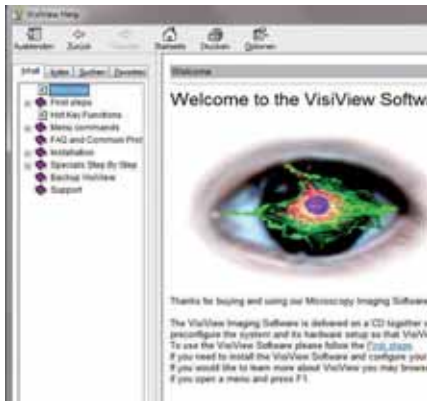 VisiView Help
Ausblenden Zurück Startseite Drucken Optionen
Inhalt Index Suchen Favoriten
Welcome
First steps
Hot Key Functions
Menu commands
FAQ and Common Prob
Installation
Specials Step By Step
Backup VisiView
Support
Welcome
Welcome to the VisiView Softw
Thanks for buying and using our Microscopy Imaging Software
The VisiView Imaging Software is delivered on a CD together
preconfigure the system and its hardware setup so that VisiVi
To use the VisiView Software please follow the first steps
If you need to install the VisiView Software and configure your
If you would like to learn more about VisiView you may brows
if you open a menu and press F1.